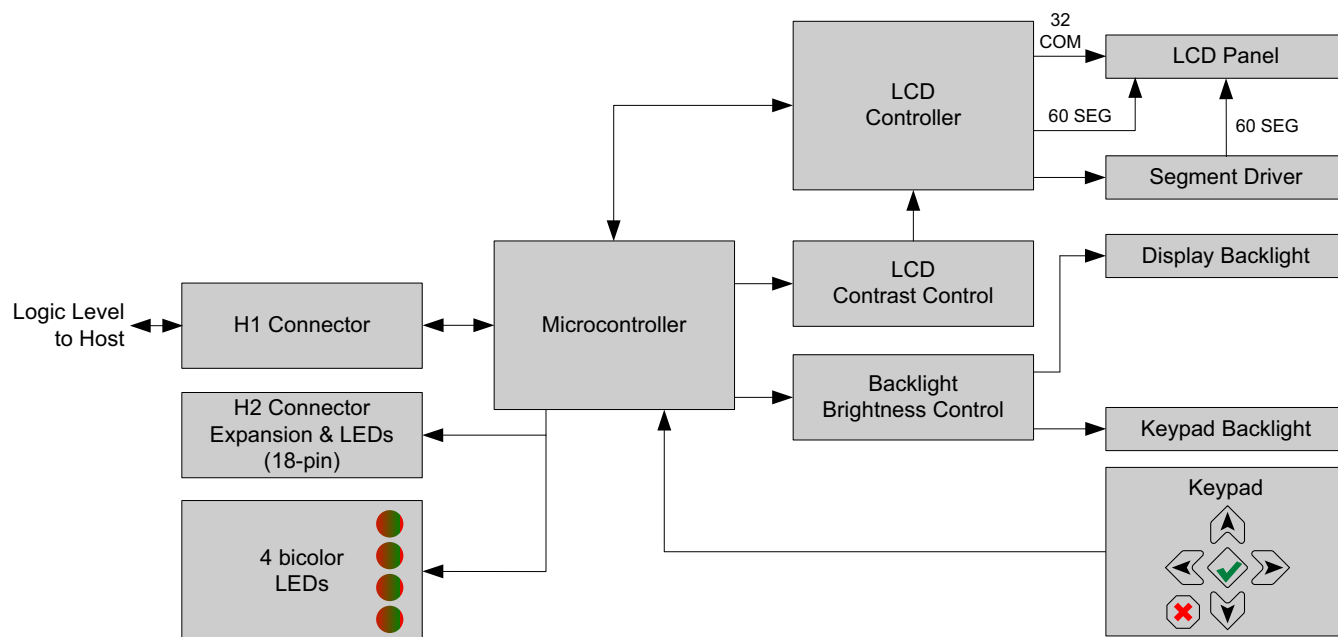 32
COM
LCD Panel
LCD
Controller
60 SEG
60 SEG
Segment Driver
Display Backlight
LCD
Contrast Control
Logic Level
to Host
H1 Connector
Microcontroller
Backlight
Brightness Control
H2 Connector
Expansion & LEDs
(18-pin)
Keypad Backlight
Keypad
4 bicolor
LEDs